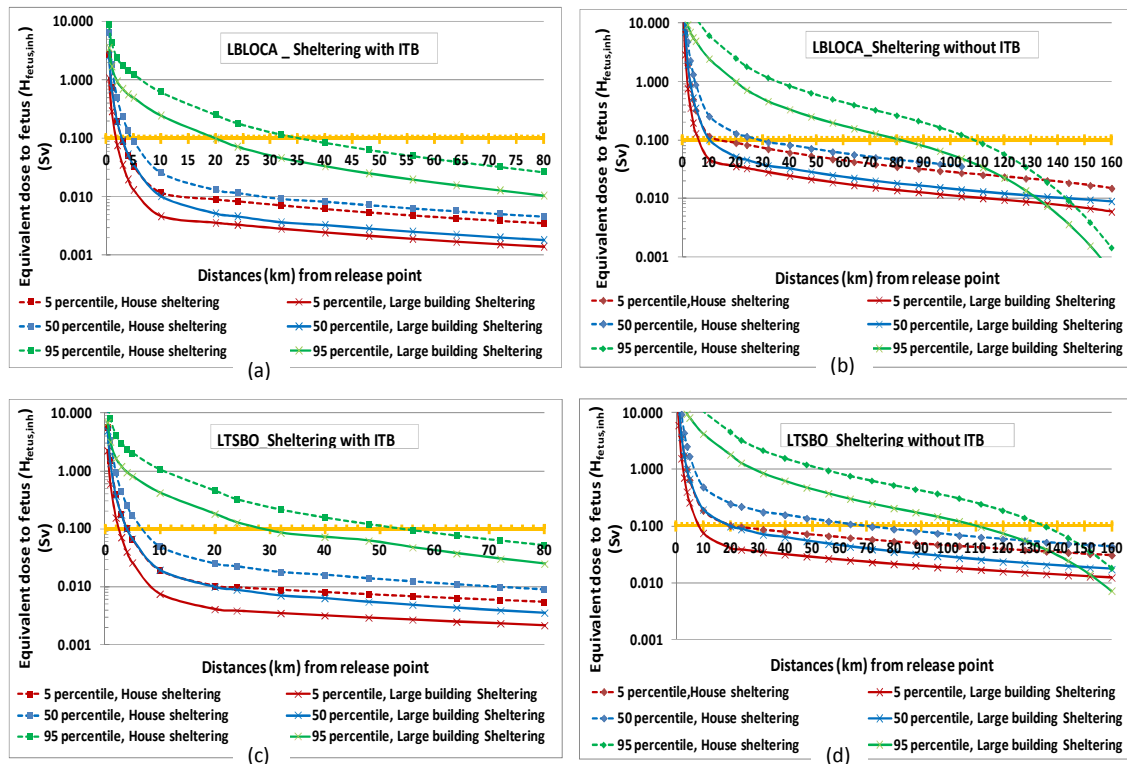 Equivalent dose to fetus (H_fetus,inh) (Sv)
10.000
1.000
0.100
0.010
0.001
LBLOCA _ Sheltering with ITB
0 5 10 15 20 25 30 35 40 45 50 55 60 65 70 75 80
Distances (km) from release point
5 percentile, House sheltering
5 percentile, Large building Sheltering
50 percentile, House sheltering
50 percentile, Large building Sheltering
95 percentile, House sheltering
95 percentile, Large building Sheltering
(a)
Equivalent dose to fetus (H_fetus,inh) (Sv)
10.000
1.000
0.100
0.010
0.001
LBLOCA_Sheltering without ITB
0 10 20 30 40 50 60 70 80 90 100 110 120 130 140 150 160
Distances (km) from release point
5 percentile,House sheltering
5 percentile, Large building Sheltering
50 percentile, House sheltering
50 percentile, Large building Sheltering
95 percentile, House sheltering
95 percentile, Large building Sheltering
(b)
Equivalent dose to fetus (H_fetus,inh) (Sv)
10.000
1.000
0.100
0.010
0.001
LTSBO_Sheltering with ITB
0 10 20 30 40 50 60 70 80
Distances (km) from release point
5 percentile, House sheltering
5 percentile, Large building Sheltering
50 percentile, House sheltering
50 percentile, Large building Sheltering
95 percentile, House sheltering
95 percentile, Large building Sheltering
(c)
Equivalent dose to fetus (H_fetus,inh) (Sv)
10.000
1.000
0.100
0.010
0.001
LTSBO_Sheltering without ITB
0 10 20 30 40 50 60 70 80 90 100 110 120 130 140 150 160
Distances (km) from release point
5 percentile,House sheltering
5 percentile, Large building Sheltering
50 percentile, House sheltering
50 percentile, Large building Sheltering
95 percentile, House sheltering
95 percentile, Large building Sheltering
(d)